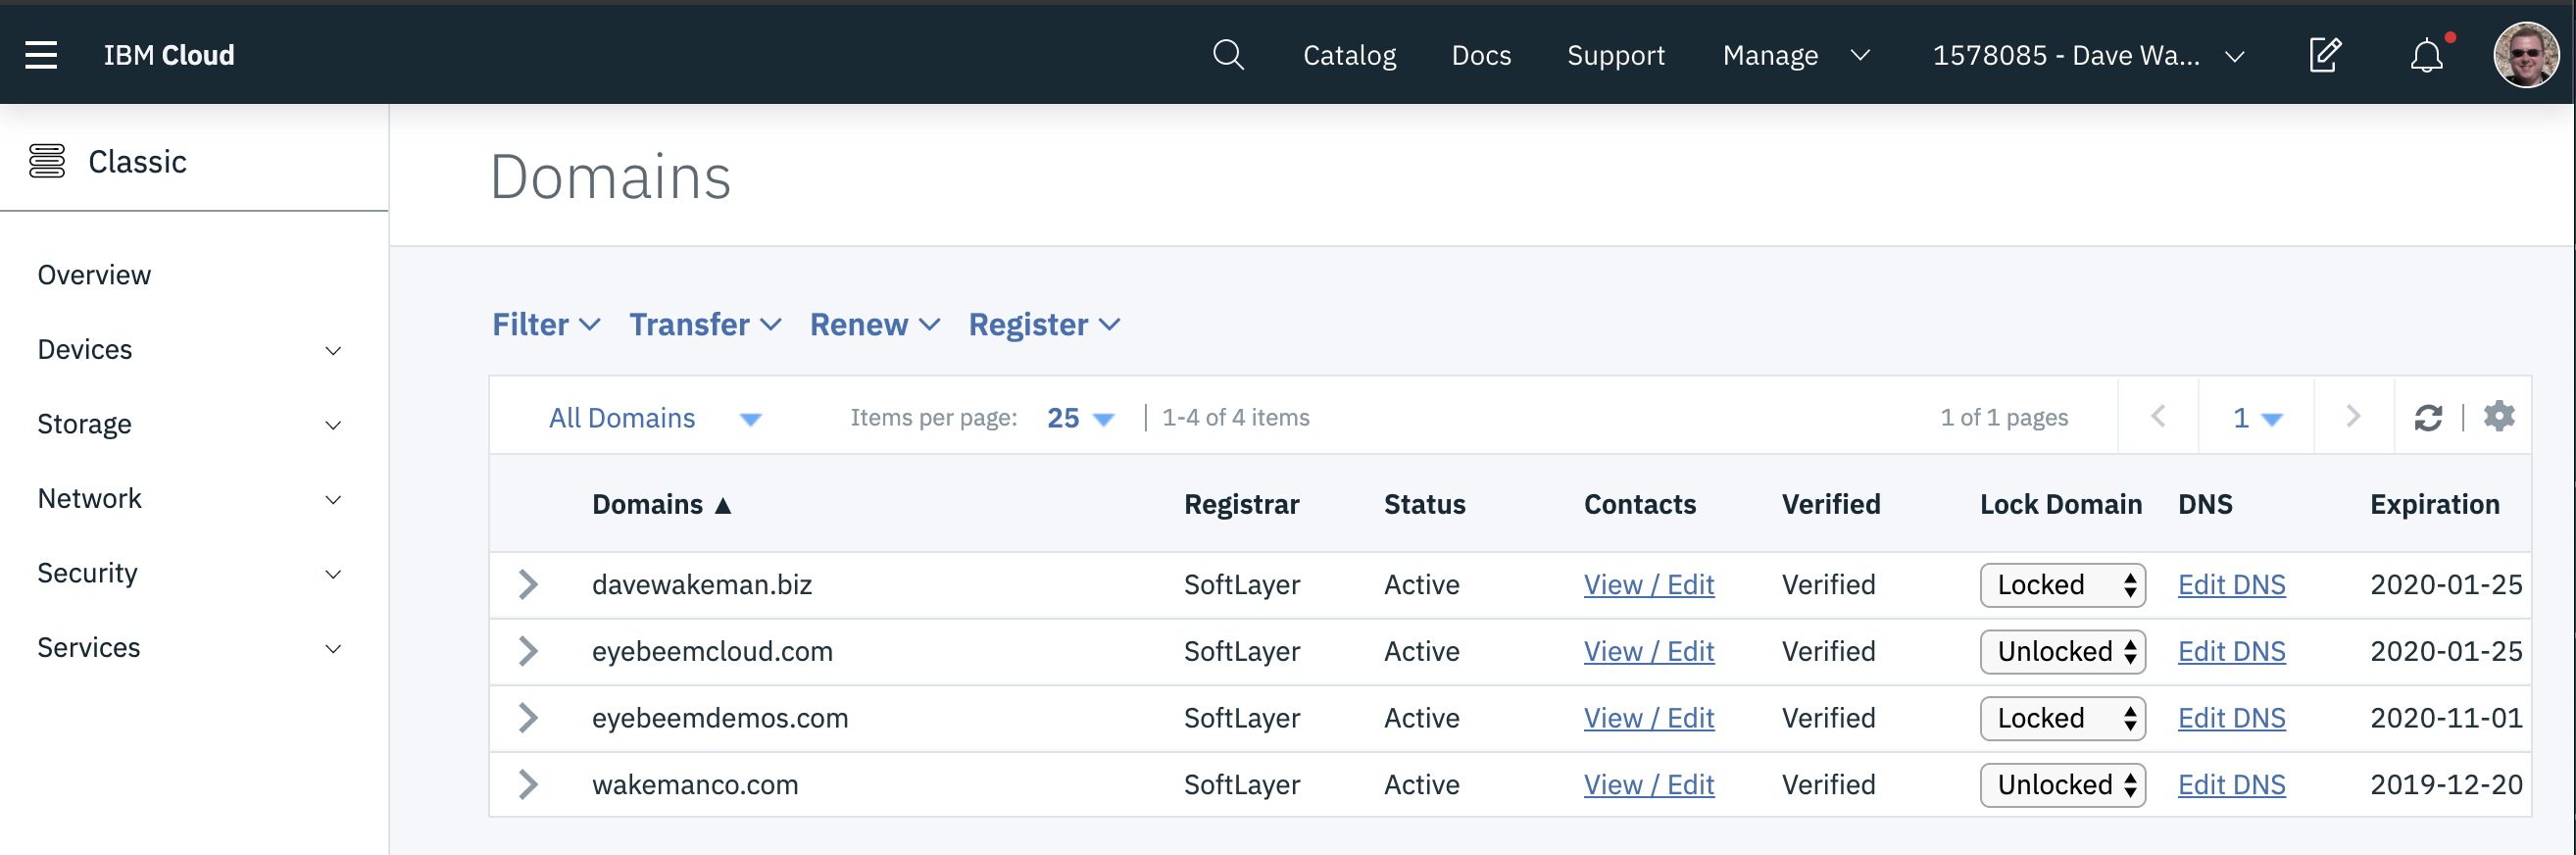 IBM Cloud Catalog Docs Support Manage 1578085 - Dave Wa...
Classic
Overview
Devices
Storage
Network
Security
Services
Domains
Filter Transfer Renew Register
All Domains Items per page: 25 | 1-4 of 4 items 1 of 1 pages 1
Domains ▲ Registrar Status Contacts Verified Lock Domain DNS Expiration
davewakeman.biz SoftLayer Active View / Edit Verified Locked Edit DNS 2020-01-25
eyebeemcloud.com SoftLayer Active View / Edit Verified Unlocked Edit DNS 2020-01-25
eyebeemdemos.com SoftLayer Active View / Edit Verified Locked Edit DNS 2020-11-01
wakemanco.com SoftLayer Active View / Edit Verified Unlocked Edit DNS 2019-12-20